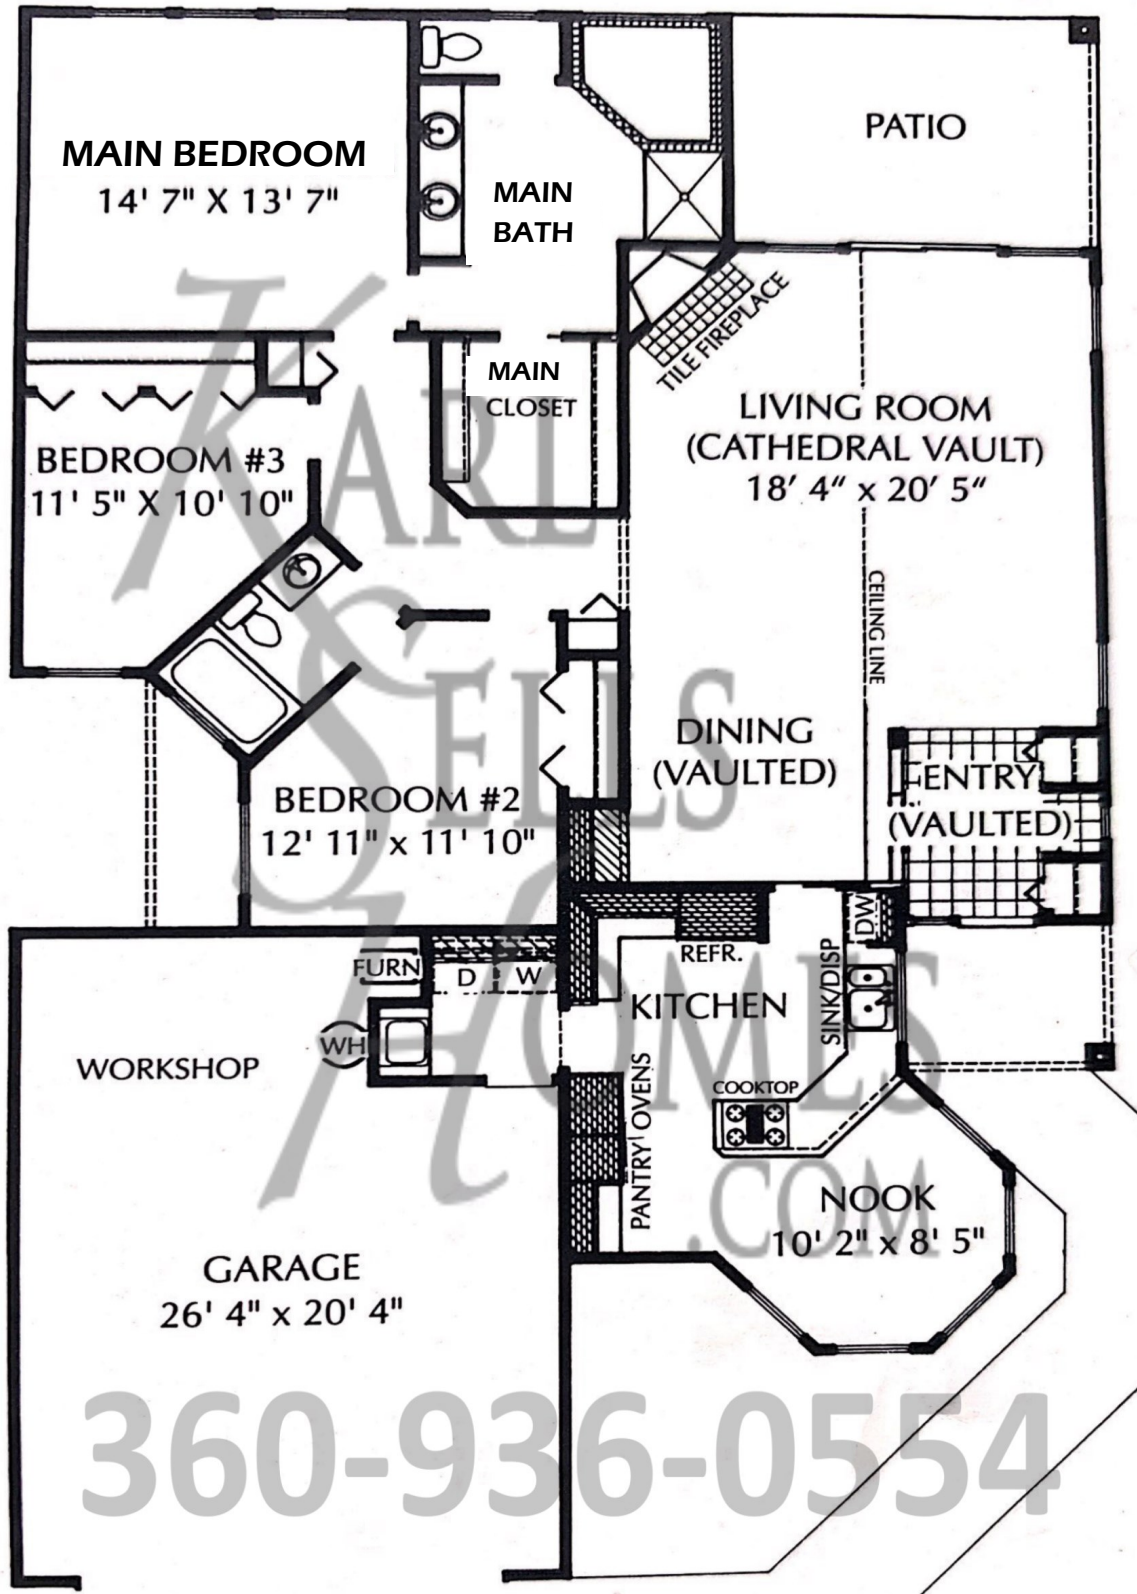 MAIN BEDROOM
14' 7" X 13' 7"
MAIN
BATH
PATIO
TILE FIREPLACE
MAIN
CLOSET
LIVING ROOM
(CATHEDRAL VAULT)
18' 4" x 20' 5"
BEDROOM #3
11' 5" X 10' 10"
CEILING LINE
DINING
(VAULTED)
ENTRY
(VAULTED)
BEDROOM #2
12' 11" x 11' 10"
FURN
D
W
REFR.
DW
SINK/DISP
KITCHEN
WH
WORKSHOP
COOKTOP
PANTRY OVENS
NOOK
10' 2" x 8' 5"
GARAGE
26' 4" x 20' 4"
KARL
SELLS
HOMES
.COM
360-936-0554